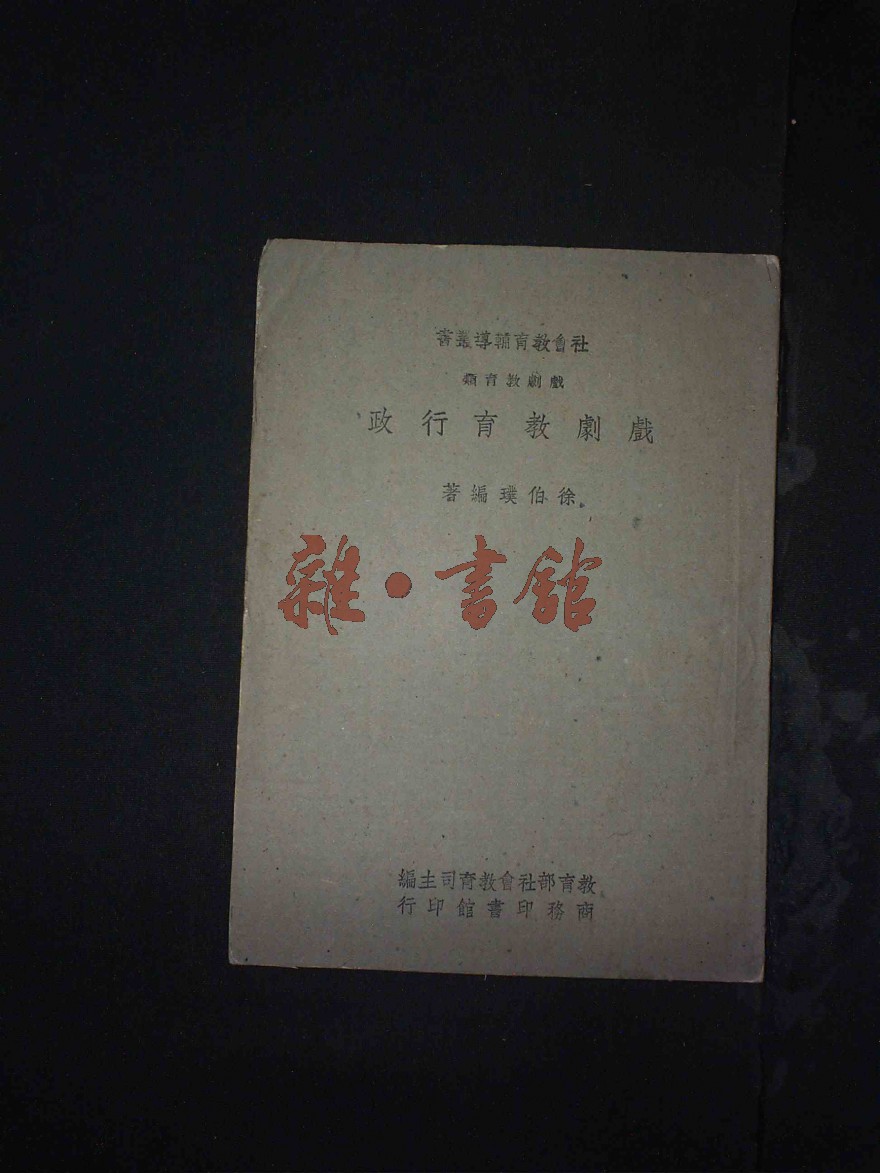 社會教育輔導叢書
戲劇教育類
戲劇教育行政
徐伯璞編著
雜·書館
教育部社會教育司主編
商務印書館印行